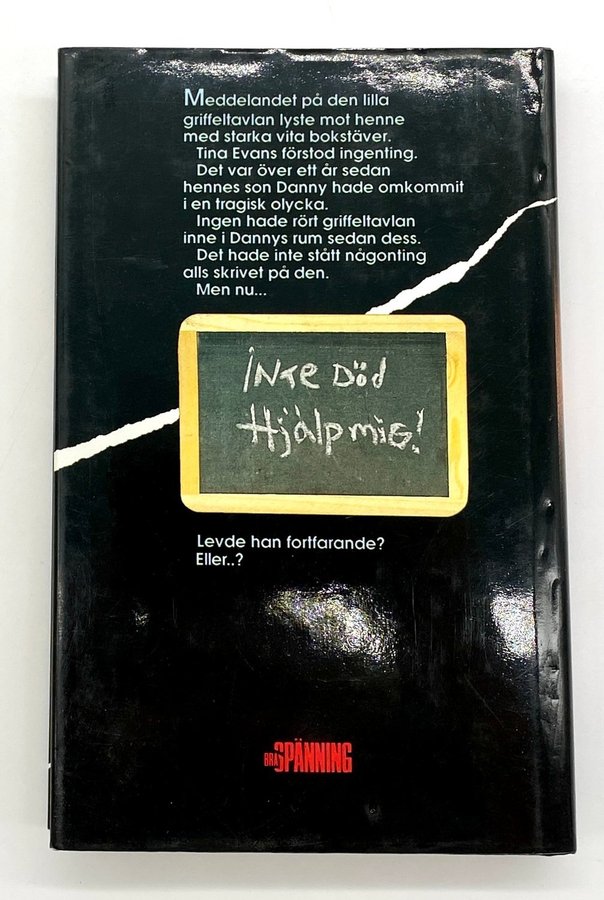 Meddelandet på den lilla
griffeltavlan lyste mot henne
med starka vita bokstäver.
Tina Evans förstod ingenting.
Det var över ett år sedan
hennes son Danny hade omkommit
i en tragisk olycka.
Ingen hade rört griffeltavlan
inne i Dannys rum sedan dess.
Det hade inte stått någonting
alls skrivet på den.
Men nu...
iNTe DöD
Hjälp miG!
Levde han fortfarande?
Eller..?
BRA SPÄNNING